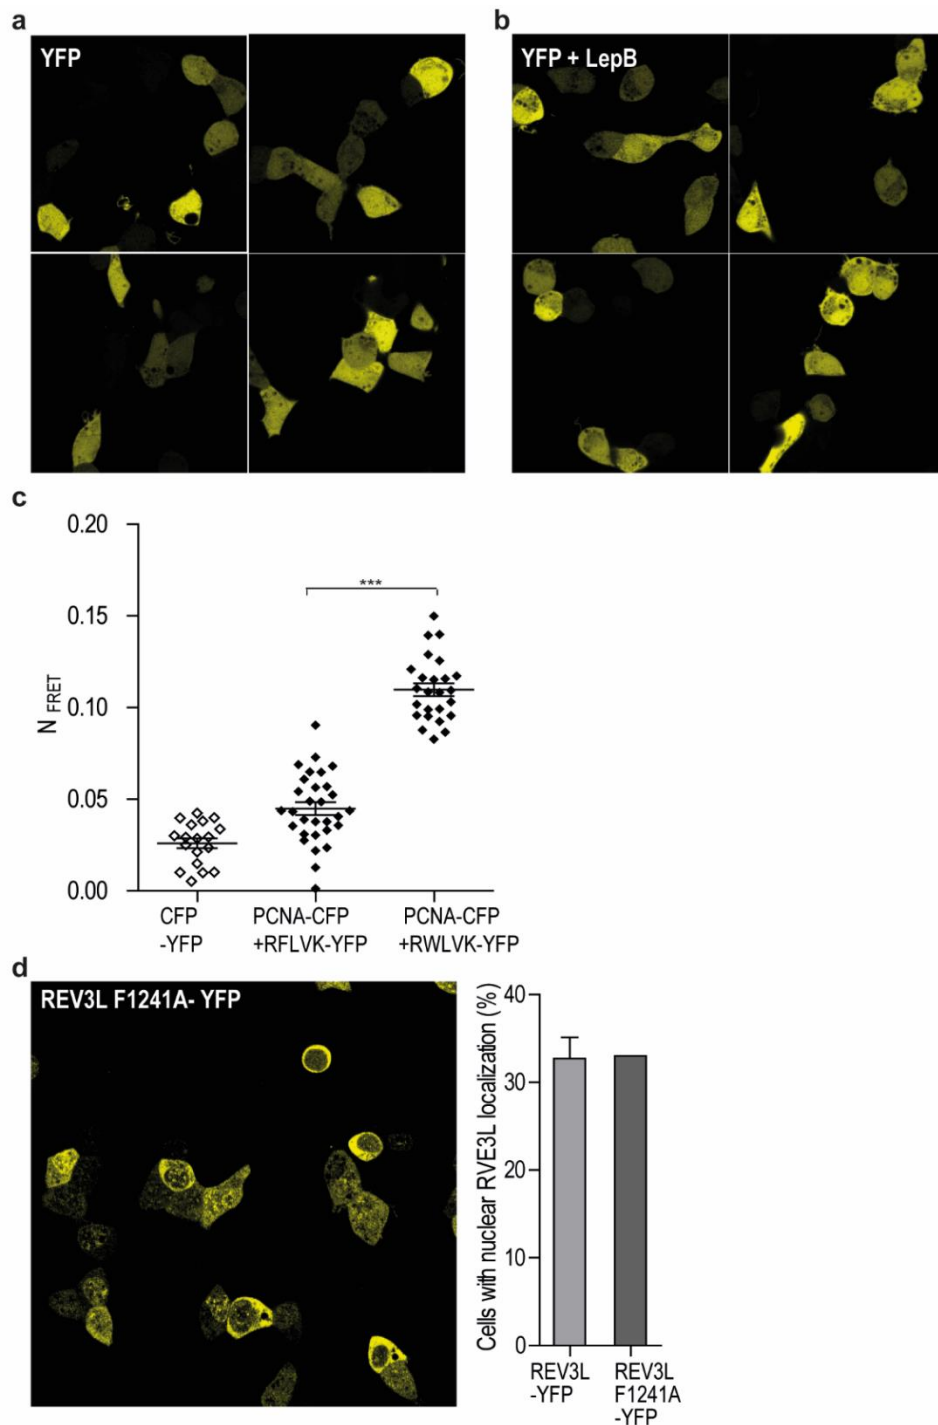 a
YFP
b
YFP + LepB
c
0.20
0.15
0.10
0.05
0.00
N FRET
***
CFP
-YFP
PCNA-CFP
+RFLVK-YFP
PCNA-CFP
+RWLVK-YFP
d
REV3L F1241A- YFP
Cells with nuclear RVE3L localization (%)
40
33
20
10
0
REV3L
-YFP
REV3L
F1241A
-YFP